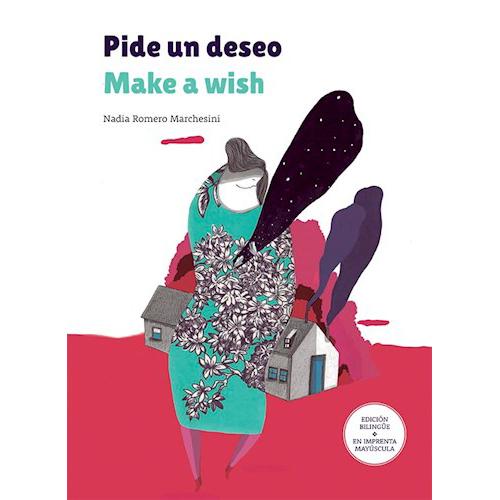 Pide un deseo
Make a wish
Nadia Romero Marchesini
EDICIÓN
BILINGÜE
+
EN IMPRENTA
MAYÚSCULA